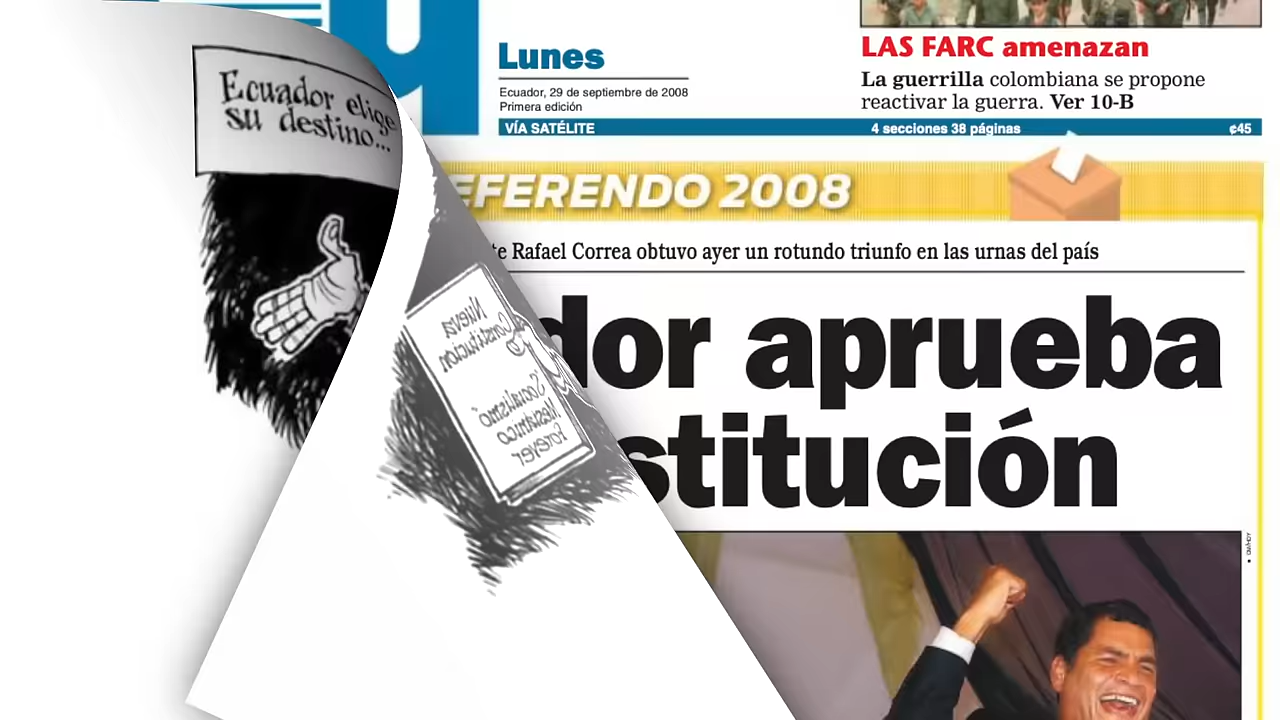 Ecuador elige
su destino...
Nueva
Constitución
"Socialismo"
Mesiánico
Forever
Lunes
Ecuador, 29 de septiembre de 2008
Primera edición
LAS FARC amenazan
La guerrilla colombiana se propone
reactivar la guerra. Ver 10-B
VÍA SATÉLITE 4 secciones 38 páginas ¢45
EFERENDO 2008
te Rafael Correa obtuvo ayer un rotundo triunfo en las urnas del país
dor aprueba
stitución